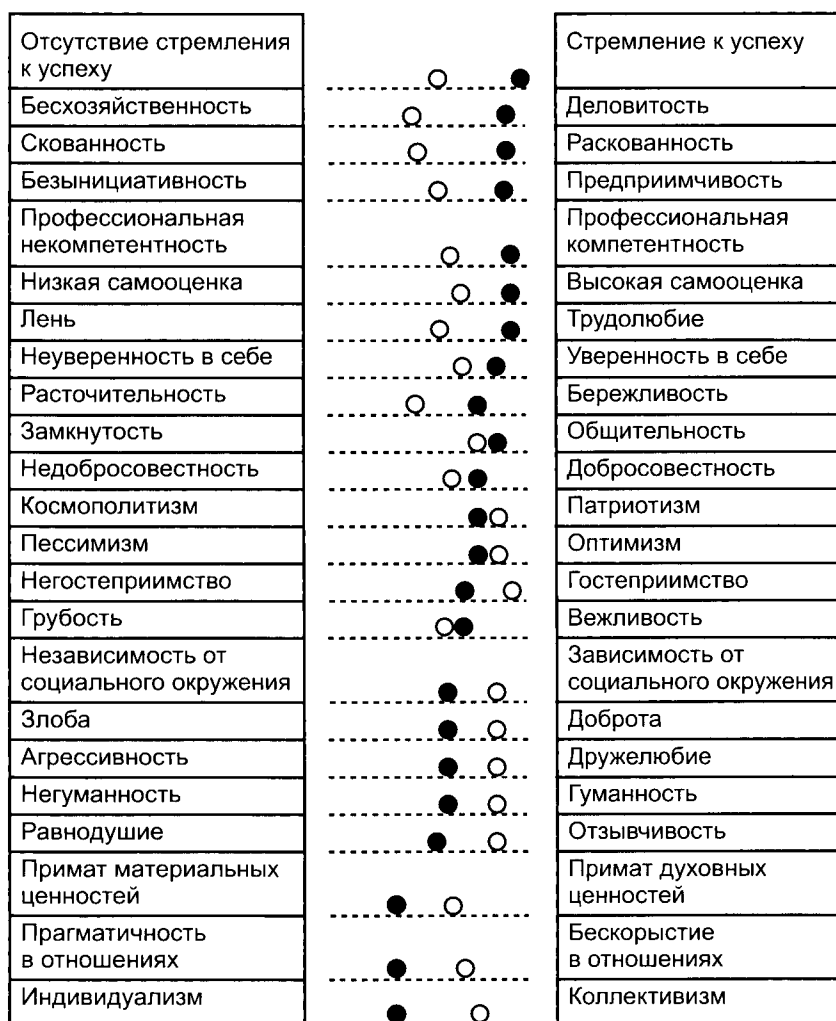 Отсутствие стремления
к успеху
Стремление к успеху
Бесхозяйственность
Деловитость
Скованность
Раскованность
Безынициативность
Предприимчивость
Профессиональная
некомпетентность
Профессиональная
компетентность
Низкая самооценка
Высокая самооценка
Лень
Трудолюбие
Неуверенность в себе
Уверенность в себе
Расточительность
Бережливость
Замкнутость
Общительность
Недобросовестность
Добросовестность
Космополитизм
Патриотизм
Пессимизм
Оптимизм
Негостеприимство
Гостеприимство
Грубость
Вежливость
Независимость от
социального окружения
Зависимость от
социального окружения
Злоба
Доброта
Агрессивность
Дружелюбие
Негуманность
Гуманность
Равнодушие
Отзывчивость
Примат материальных
ценностей
Примат духовных
ценностей
Прагматичность
в отношениях
Бескорыстие
в отношениях
Индивидуализм
Коллективизм